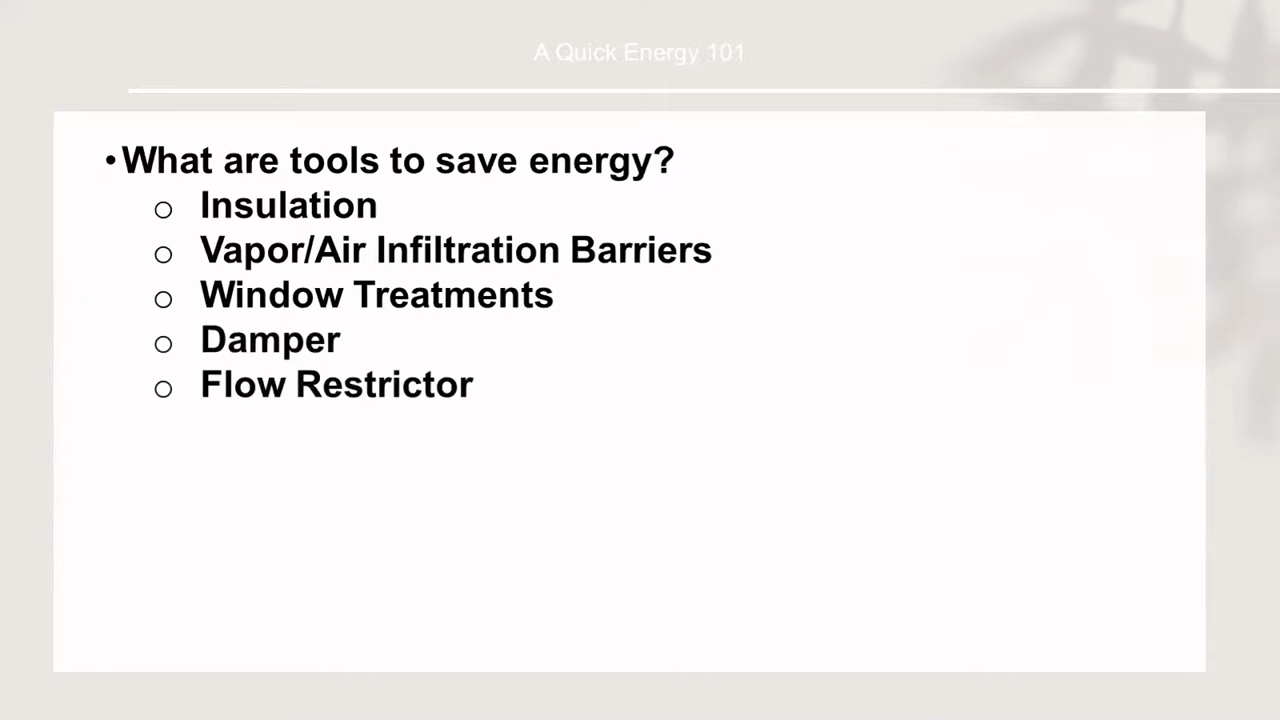 A Quick Energy 101
•What are tools to save energy?
o Insulation
o Vapor/Air Infiltration Barriers
o Window Treatments
o Damper
o Flow Restrictor